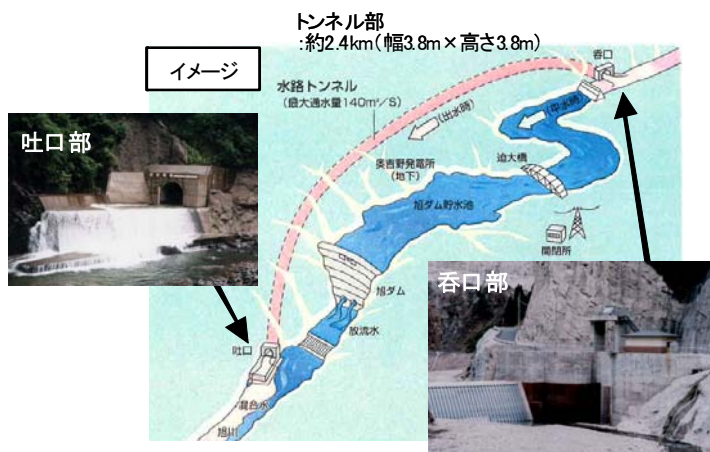 トンネル部
:約2.4km(幅3.8m×高さ3.8m)
イメージ
呑口
水路トンネル
(最大通水量140m³/S)
(出水時)
(平水時)
吐口部
奥吉野発電所
(地下)
迫大橋
旭ダム貯水池
開閉所
旭ダム
呑口部
放流水
吐口
混合水
旭川